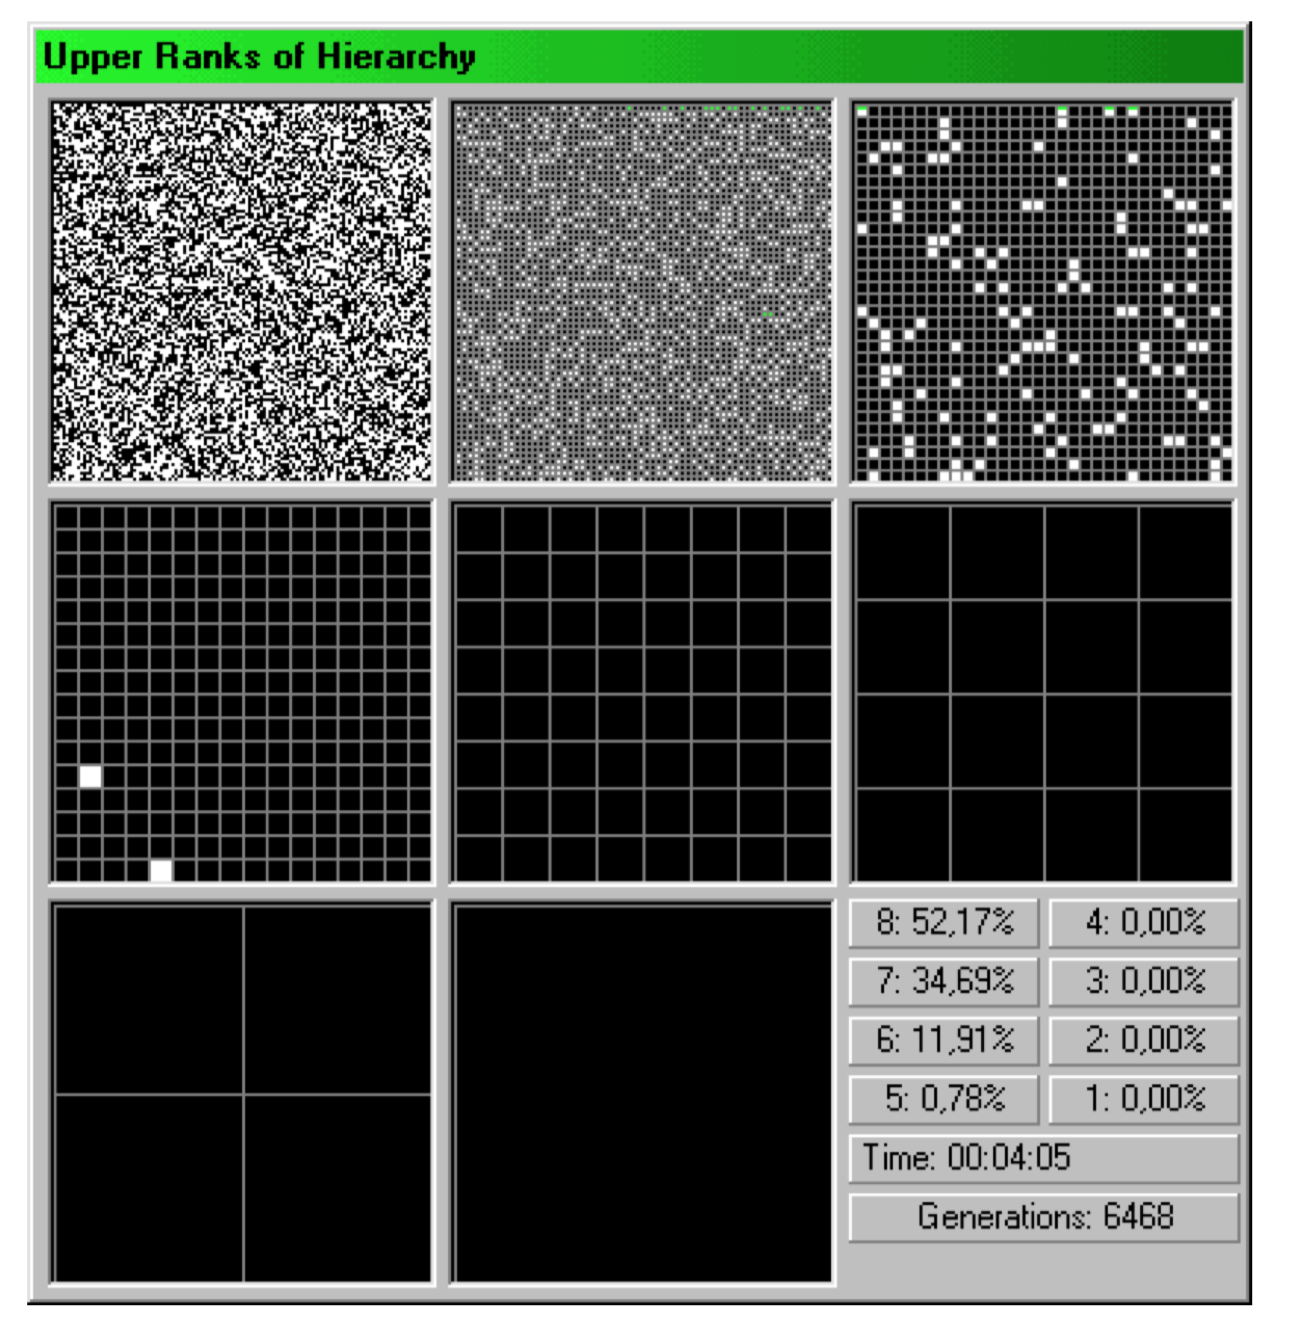 Upper Ranks of Hierarchy
8: 52,17% 4: 0,00%
7: 34,69% 3: 0,00%
6: 11,91% 2: 0,00%
5: 0,78% 1: 0,00%
Time: 00:04:05
Generations: 6468